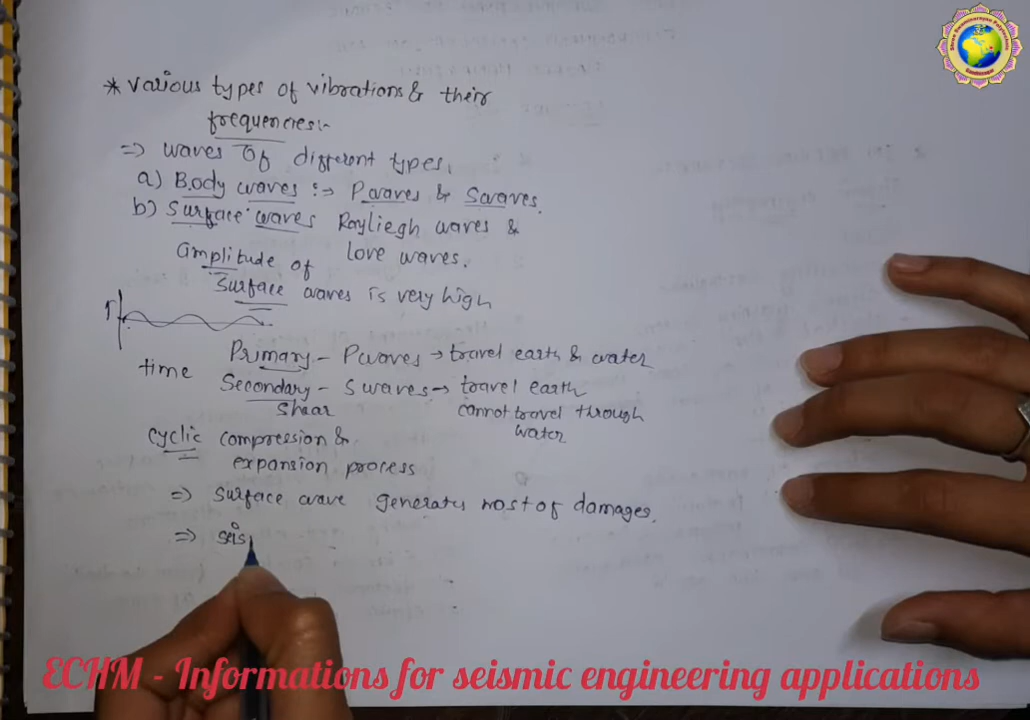 * Various types of vibrations & their
frequencies:-
=> Waves of different types,
a) Body waves :-> P waves & S waves.
b) Surface waves Rayliegh waves &
love waves.
Amplitude of
Surface waves is very high
time
Primary - P waves -> travel earth & water
Secondary - S waves -> travel earth
Shear
cannot travel through
water
cyclic compression &
expansion process
=> Surface wave generates most of damages.
=> seis
ECHM - Informations for seismic engineering applications